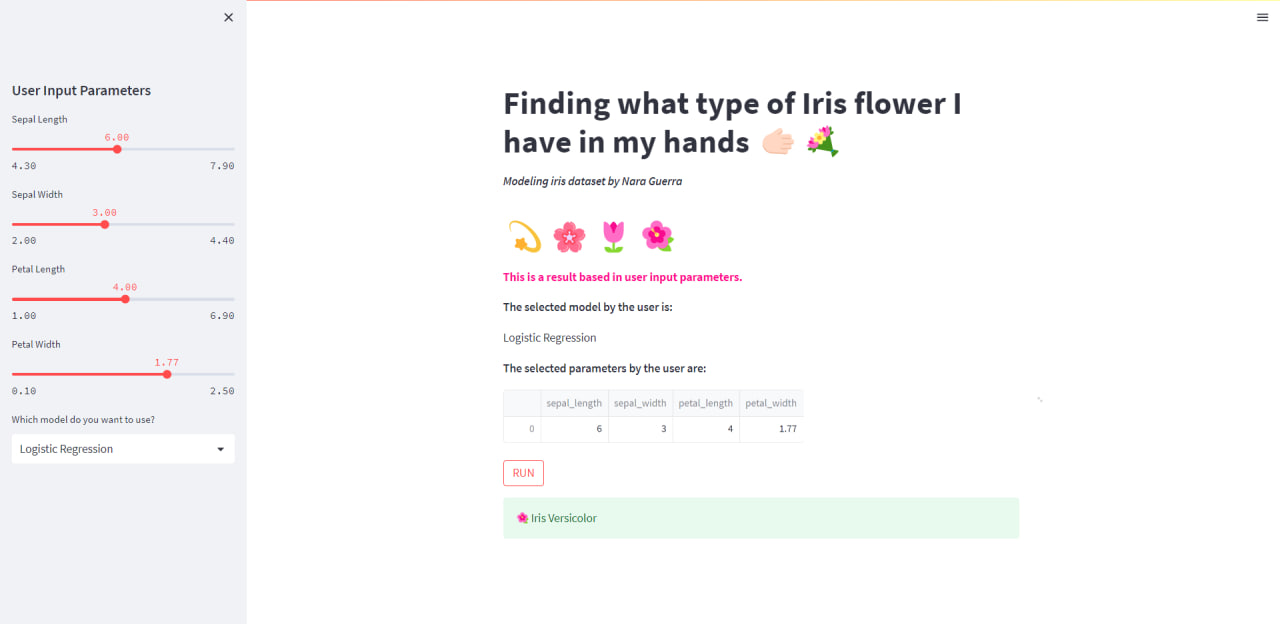 User Input Parameters
Sepal Length
6.00
4.30 7.90
Sepal Width
3.00
2.00 4.40
Petal Length
4.00
1.00 6.90
Petal Width
1.77
0.10 2.50
Which model do you want to use?
Logistic Regression
Finding what type of Iris flower I
have in my hands
Modeling iris dataset by Nara Guerra
This is a result based in user input parameters.
The selected model by the user is:
Logistic Regression
The selected parameters by the user are:
sepal_length sepal_width petal_length petal_width
0 6 3 4 1.77
RUN
Iris Versicolor